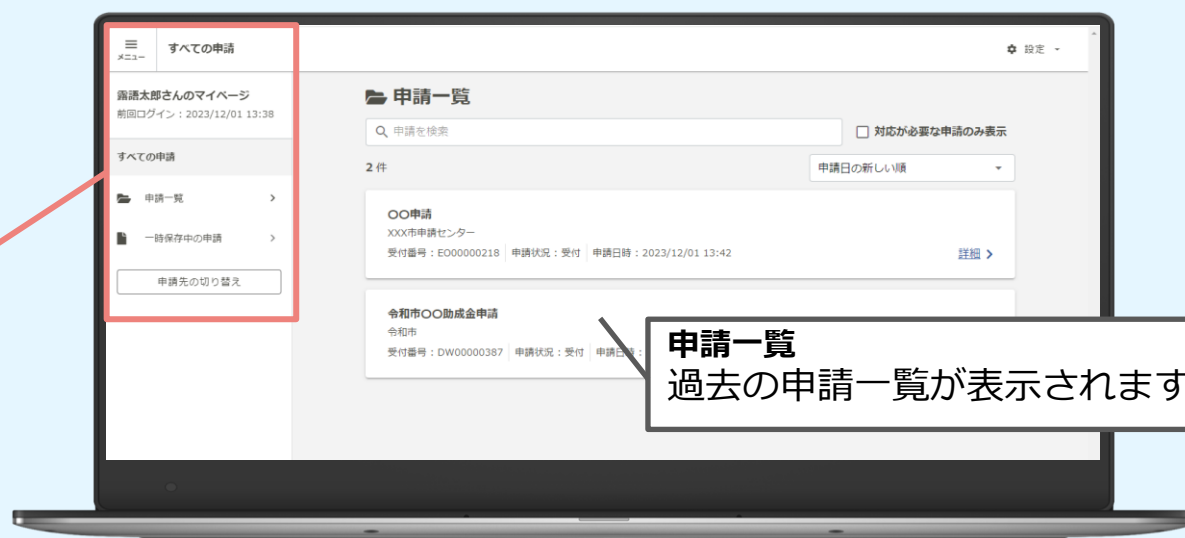 メニュー
すべての申請
設定
露語太郎さんのマイページ
前回ログイン：2023/12/01 13:38
すべての申請
申請一覧
一時保存中の申請
申請先の切り替え
申請一覧
申請を検索
対応が必要な申請のみ表示
2 件
申請日の新しい順
〇〇申請
XXX市申請センター
受付番号：EO00000218 申請状況：受付 申請日時：2023/12/01 13:42
詳細
令和市〇〇助成金申請
令和市
受付番号：DW00000387 申請状況：受付 申請日時：
申請一覧
過去の申請一覧が表示されます